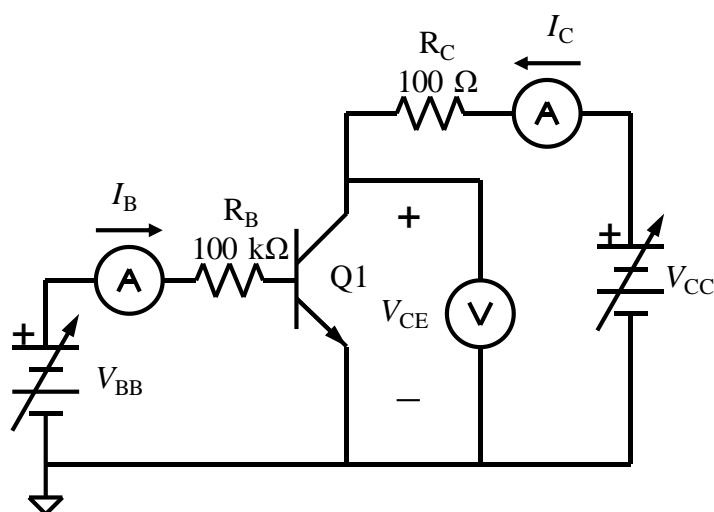 I_C
R_C
100 Ω
A
I_B
R_B
100 kΩ
A
+
Q1
+
V_CE
V
+
V_CC
+
V_BB
−